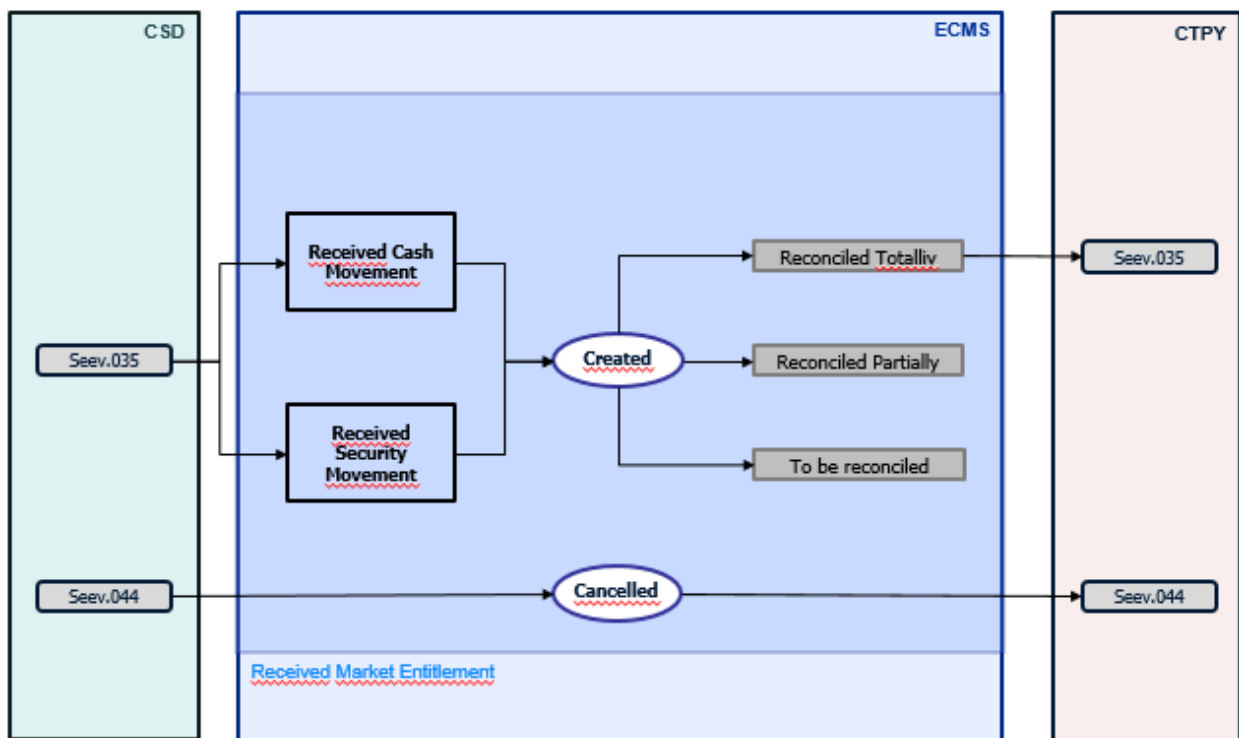 CSD
ECMS
CTPY
Received Cash
Movement
Reconciled Totalliv
Seev.035
Seev.035
Created
Reconciled Partially
Received
Security
Movement
To be reconciled
Seev.044
Cancelled
Seev.044
Received Market Entitlement